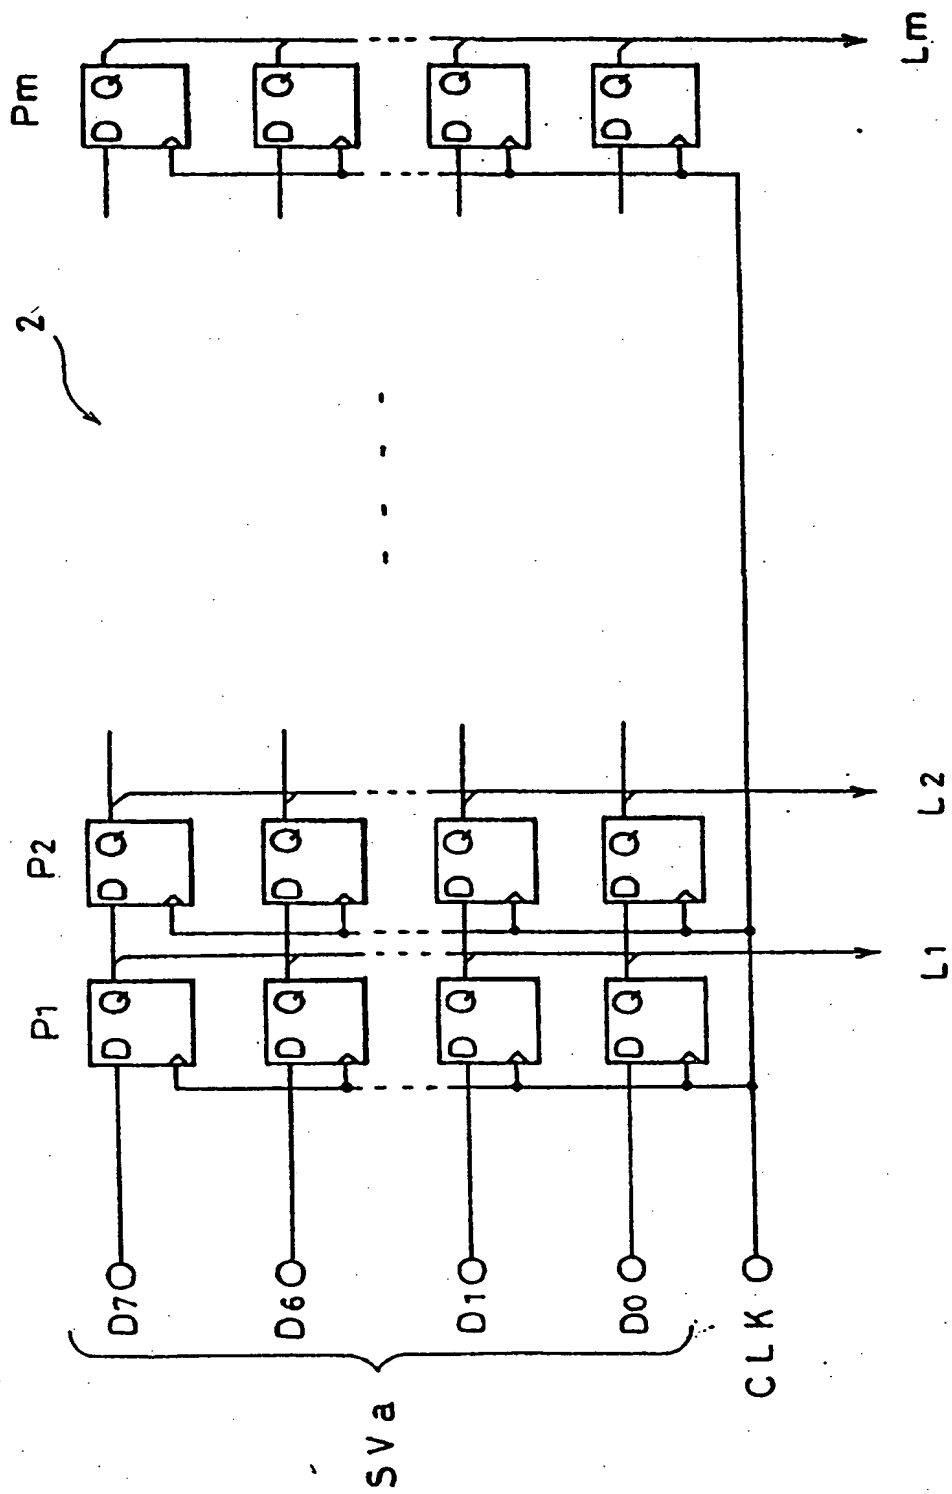 2
P1 P2 Pm
D7 D Q D Q D Q
D6 D Q D Q D Q
D1 D Q D Q D Q
D0 D Q D Q D Q
SVa
CLK
L1 L2 Lm